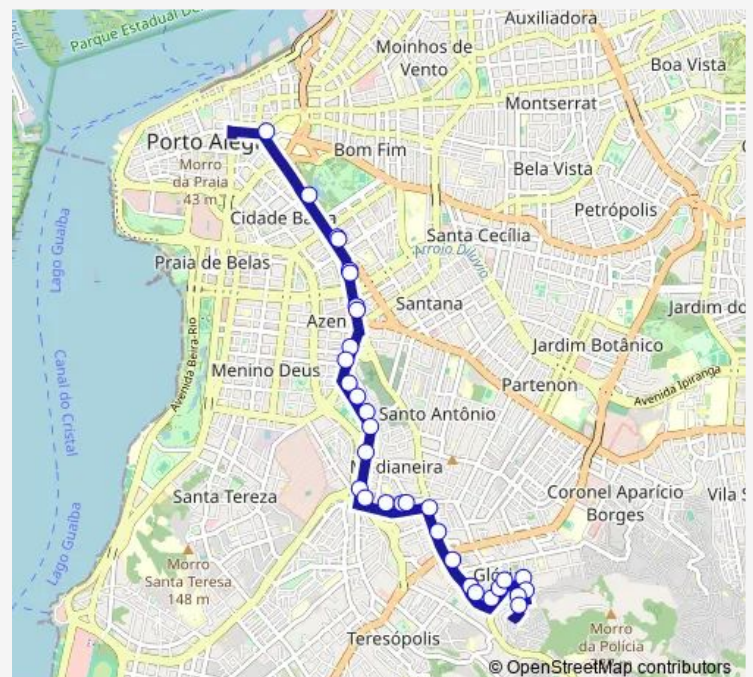 Auxiliadora
Parque Estadual De
Moinhos de
Vento
Boa Vista
Montserrat
Porto Aleg
Bom Fim
Morro
da Praia
43 m
Bela Vista
Petrópolis
Cidade Ba
a
Santa Cecília
Arroio Dilúvio
Lago Guaíba
Praia de Belas
Santana
Jardim do
Azen
Jardim Botânico
Avenida Beira-Rio
Menino Deus
Partenon
Avenida Ipiranga
Canal do Cristal
Santo Antônio
dianeira
Santa Tereza
Coronel Aparício
Borges
Vila S
Lago Guaíba
Morro
Santa Teresa
148 m
Gló
Teresópolis
Morro
da Polícia
© OpenStreetMap contributors